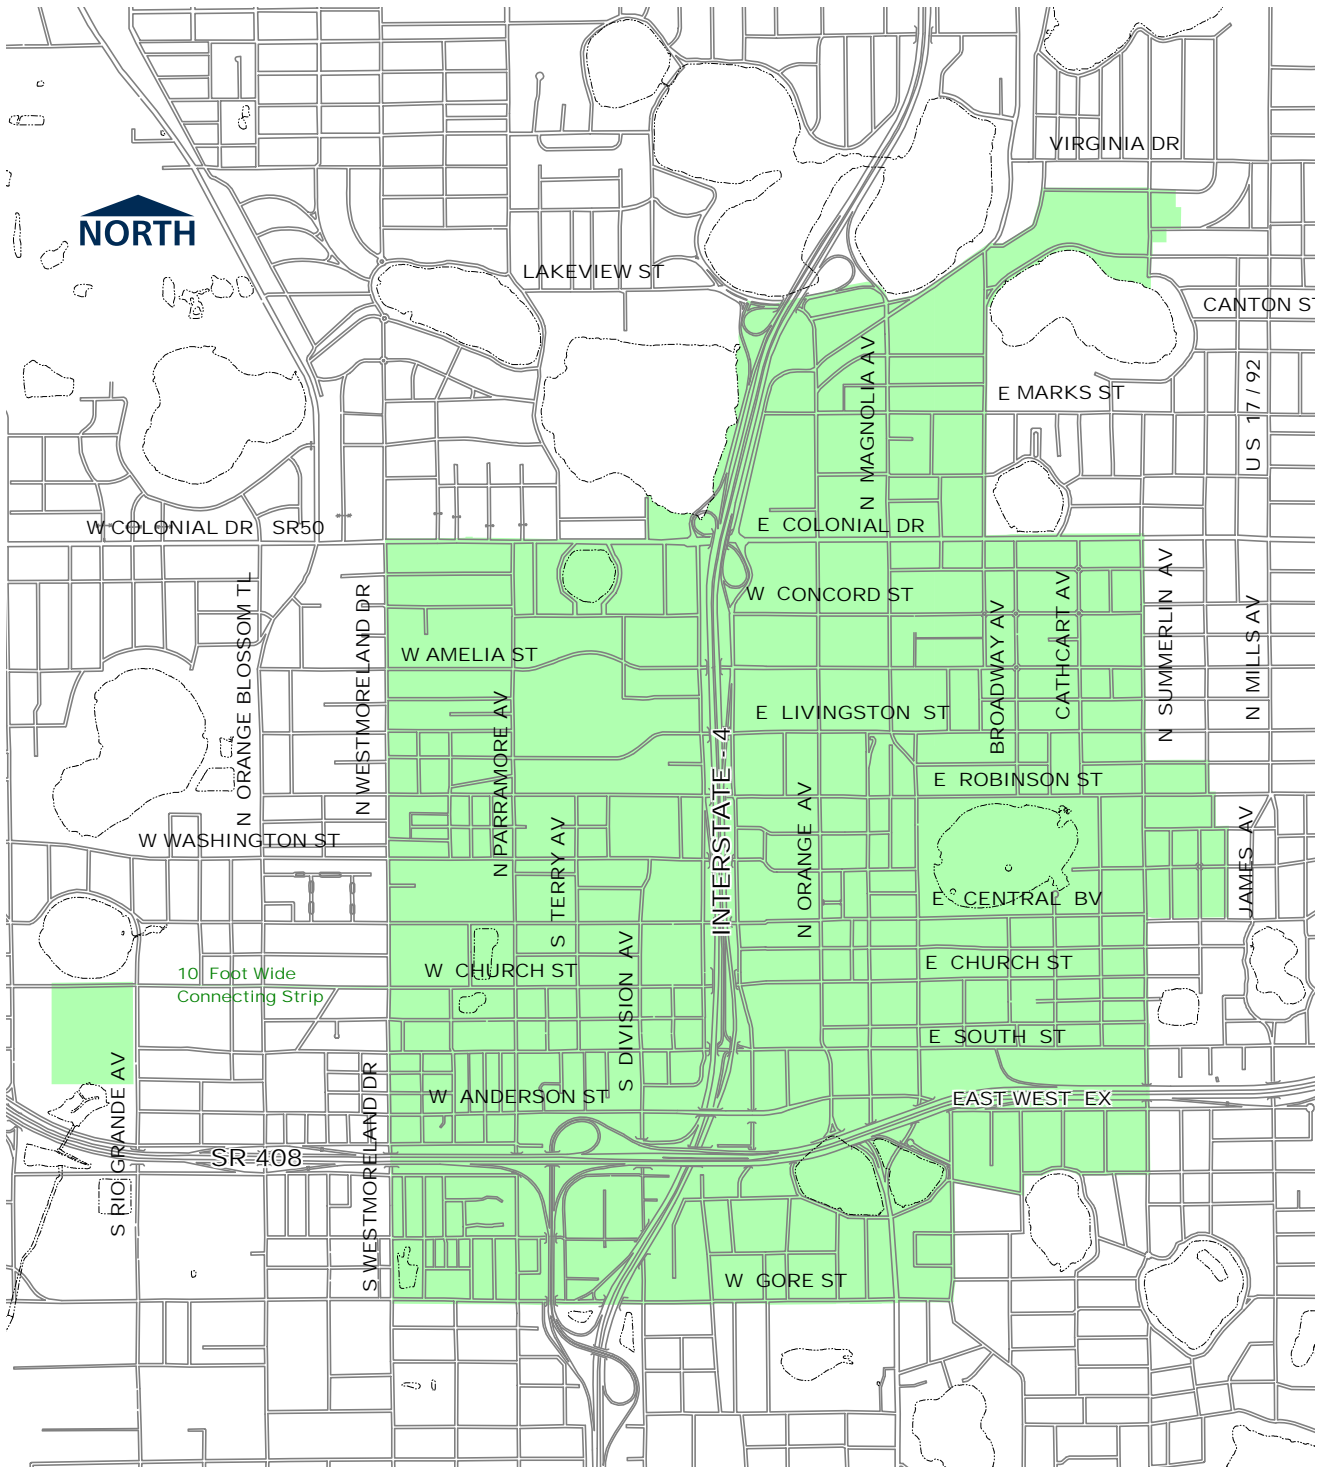 VIRGINIA DR
NORTH
LAKEVIEW ST
CANTON ST
N MAGNOLIA AV
E MARKS ST
U S 17 / 92
W COLONIAL DR SR50
E COLONIAL DR
N ORANGE BLOSSOM TL
N WESTMORELAND DR
W CONCORD ST
BROADWAY AV
CATHCART AV
N SUMMERLIN AV
N MILLS AV
W AMELIA ST
N PARRAMORE AV
E LIVINGSTON ST
INTERSTATE - 4
E ROBINSON ST
N ORANGE AV
S TERRY AV
JAMES AV
W WASHINGTON ST
E CENTRAL BV
S DIVISION AV
W CHURCH ST
E CHURCH ST
10 Foot Wide
Connecting Strip
E SOUTH ST
S RIO GRANDE AV
S WESTMORELAND DR
W ANDERSON ST
EAST WEST EX
SR 408
W GORE ST